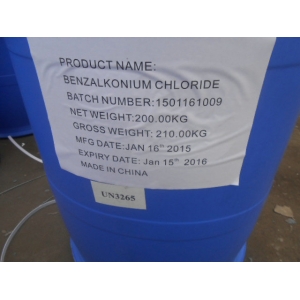 PRODUCT NAME:
BENZALKONIUM CHLORIDE
BATCH NUMBER:1501161009
NET WEIGHT:200.00KG
GROSS WEIGHT: 210.00KG
MFG DATE:JAN 16th 2015
EXPIRY DATE: Jan 15th 2016
MADE IN CHINA
UN3265